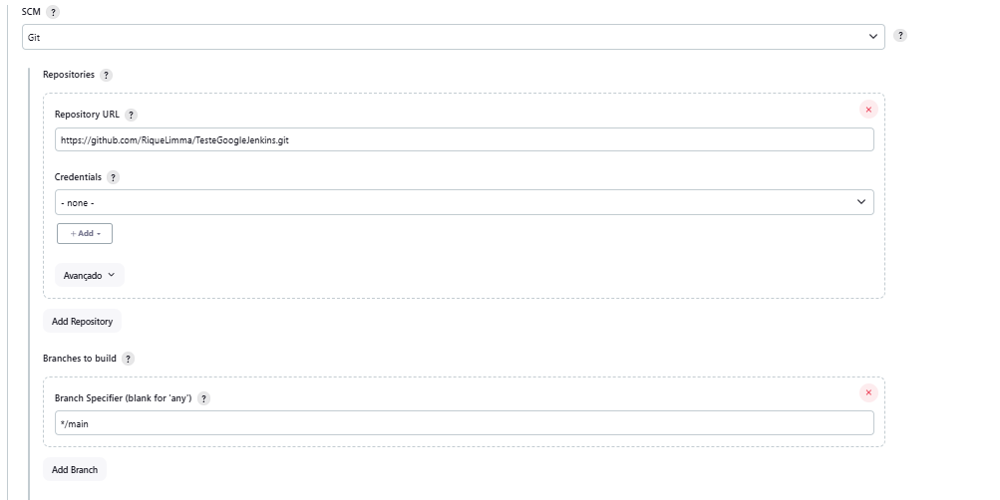 SCM ?
Git
?
Repositories ?
Repository URL ?
https://github.com/RiqueLimma/TesteGoogleJenkins.git
Credentials ?
- none -
+ Add
Avançado
Add Repository
Branches to build ?
Branch Specifier (blank for 'any') ?
*/main
Add Branch